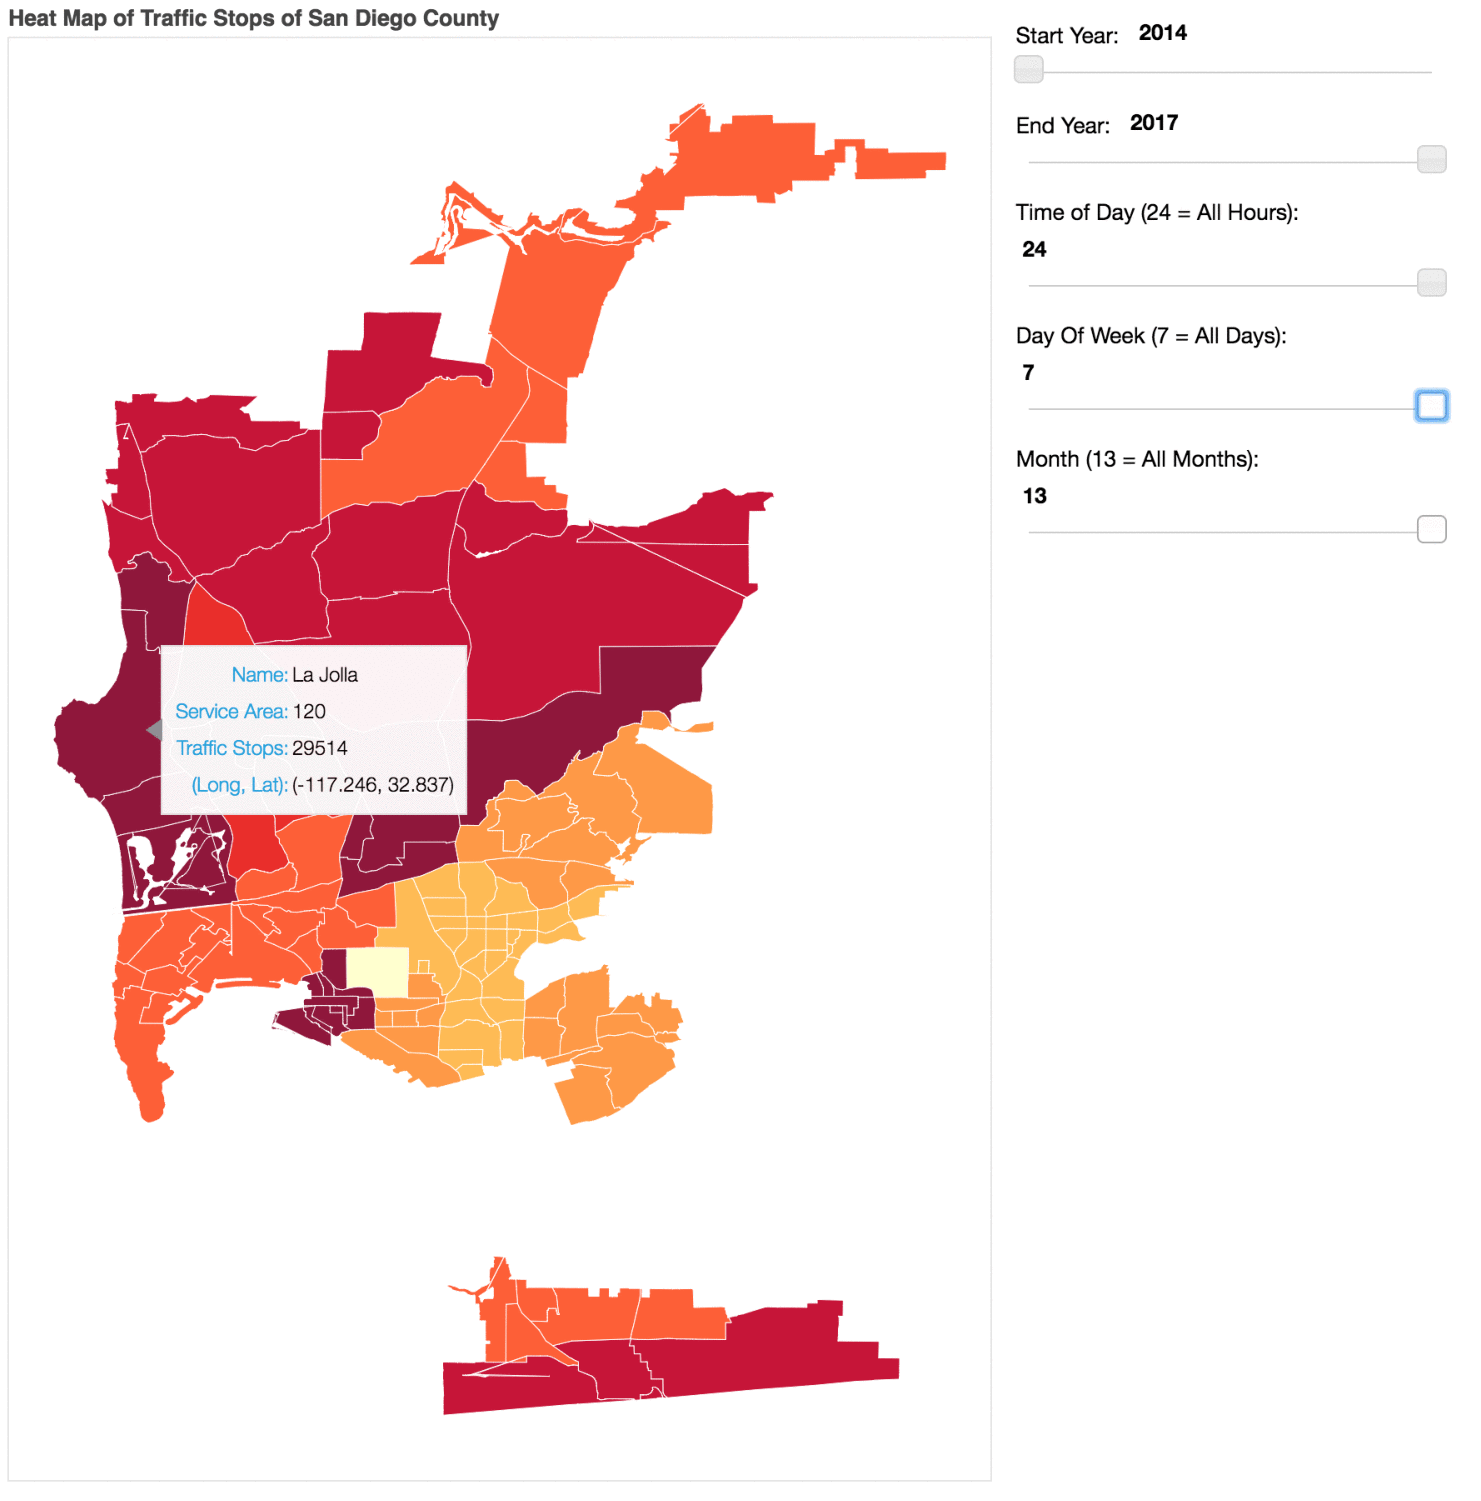 Heat Map of Traffic Stops of San Diego County
Start Year: 2014
End Year: 2017
Time of Day (24 = All Hours):
24
Day Of Week (7 = All Days):
7
Month (13 = All Months):
13
Name: La Jolla
Service Area: 120
Traffic Stops: 29514
(Long, Lat): (-117.246, 32.837)